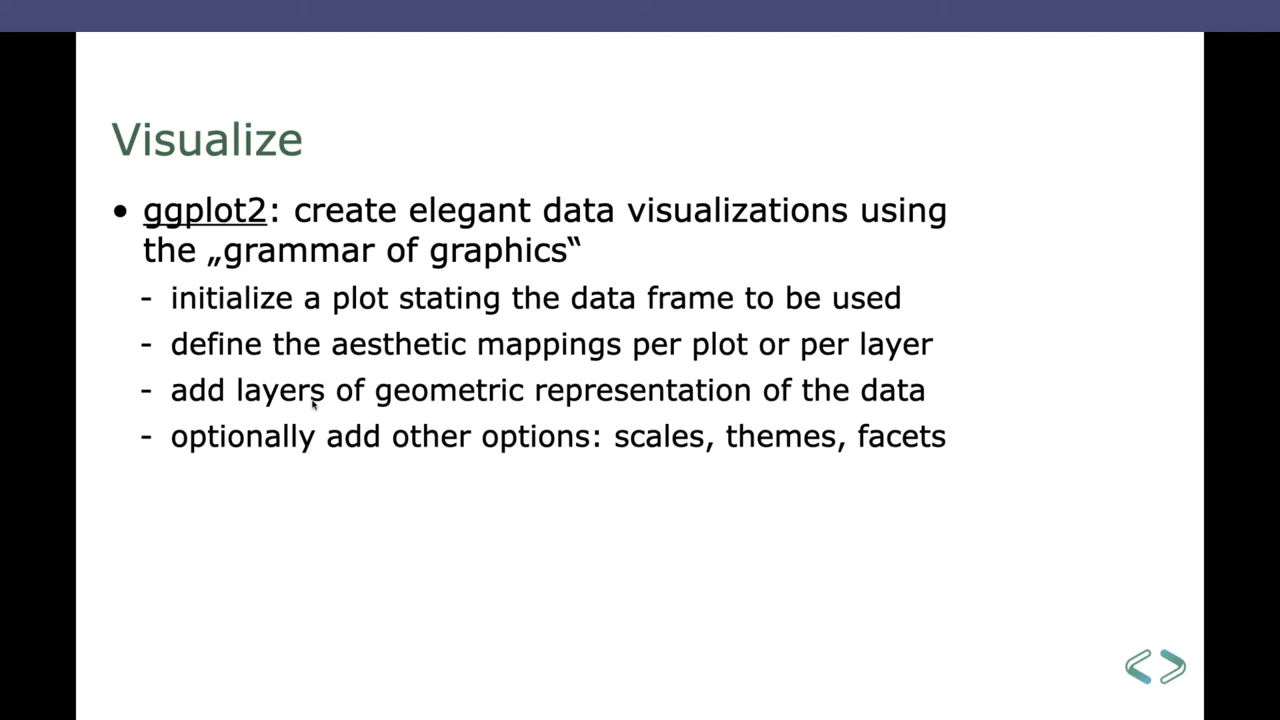 Visualize
• ggplot2: create elegant data visualizations using
the „grammar of graphics“
- initialize a plot stating the data frame to be used
- define the aesthetic mappings per plot or per layer
- add layers of geometric representation of the data
- optionally add other options: scales, themes, facets